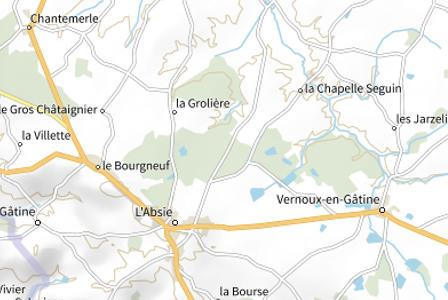 Chantemerle
la Chapelle Seguin
la Grolière
le Gros Châtaignier
les Jarzeli
la Villette
le Bourgneuf
Vernoux-en-Gâtine
Gâtine
L'Absie
la Bourse
Vivier